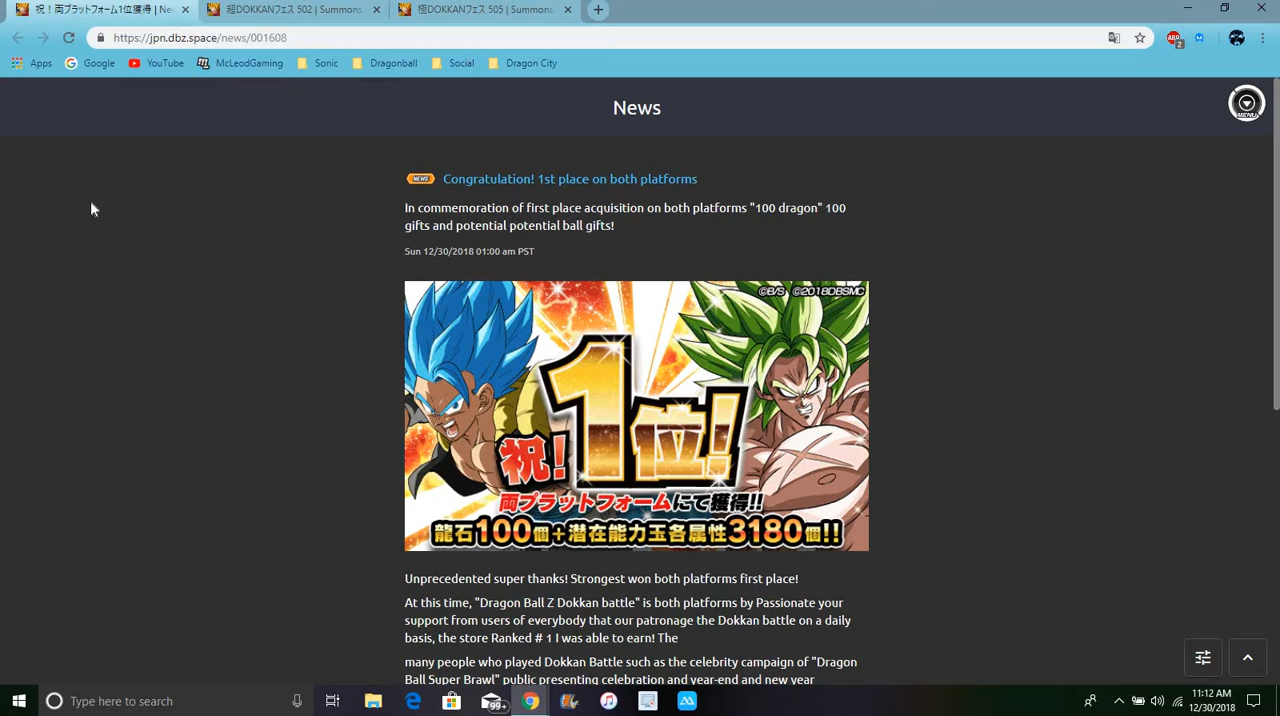 祝！両プラットフォーム1位獲得 | Ne
超DOKKANフェス 502 | Summons
極DOKKANフェス 505 | Summons
https://jpn.dbz.space/news/001608
ABP
2
Apps
Google
YouTube
McLeodGaming
Sonic
Dragonball
Social
Dragon City
News
MENU
NEWS
Congratulation! 1st place on both platforms
In commemoration of first place acquisition on both platforms "100 dragon" 100
gifts and potential potential ball gifts!
Sun 12/30/2018 01:00 am PST
©B/S ©2018DBSMC
祝!
1位!
両プラットフォームにて獲得!!
龍石100個+潜在能力玉各属性3180個!!
Unprecedented super thanks! Strongest won both platforms first place!
At this time, "Dragon Ball Z Dokkan battle" is both platforms by Passionate your
support from users of everybody that our patronage the Dokkan battle on a daily
basis, the store Ranked # 1 I was able to earn! The
many people who played Dokkan Battle such as the celebrity campaign of "Dragon
Ball Super Brawl" public presenting celebration and year-end and new year
Type here to search
99+
11:12 AM
12/30/2018